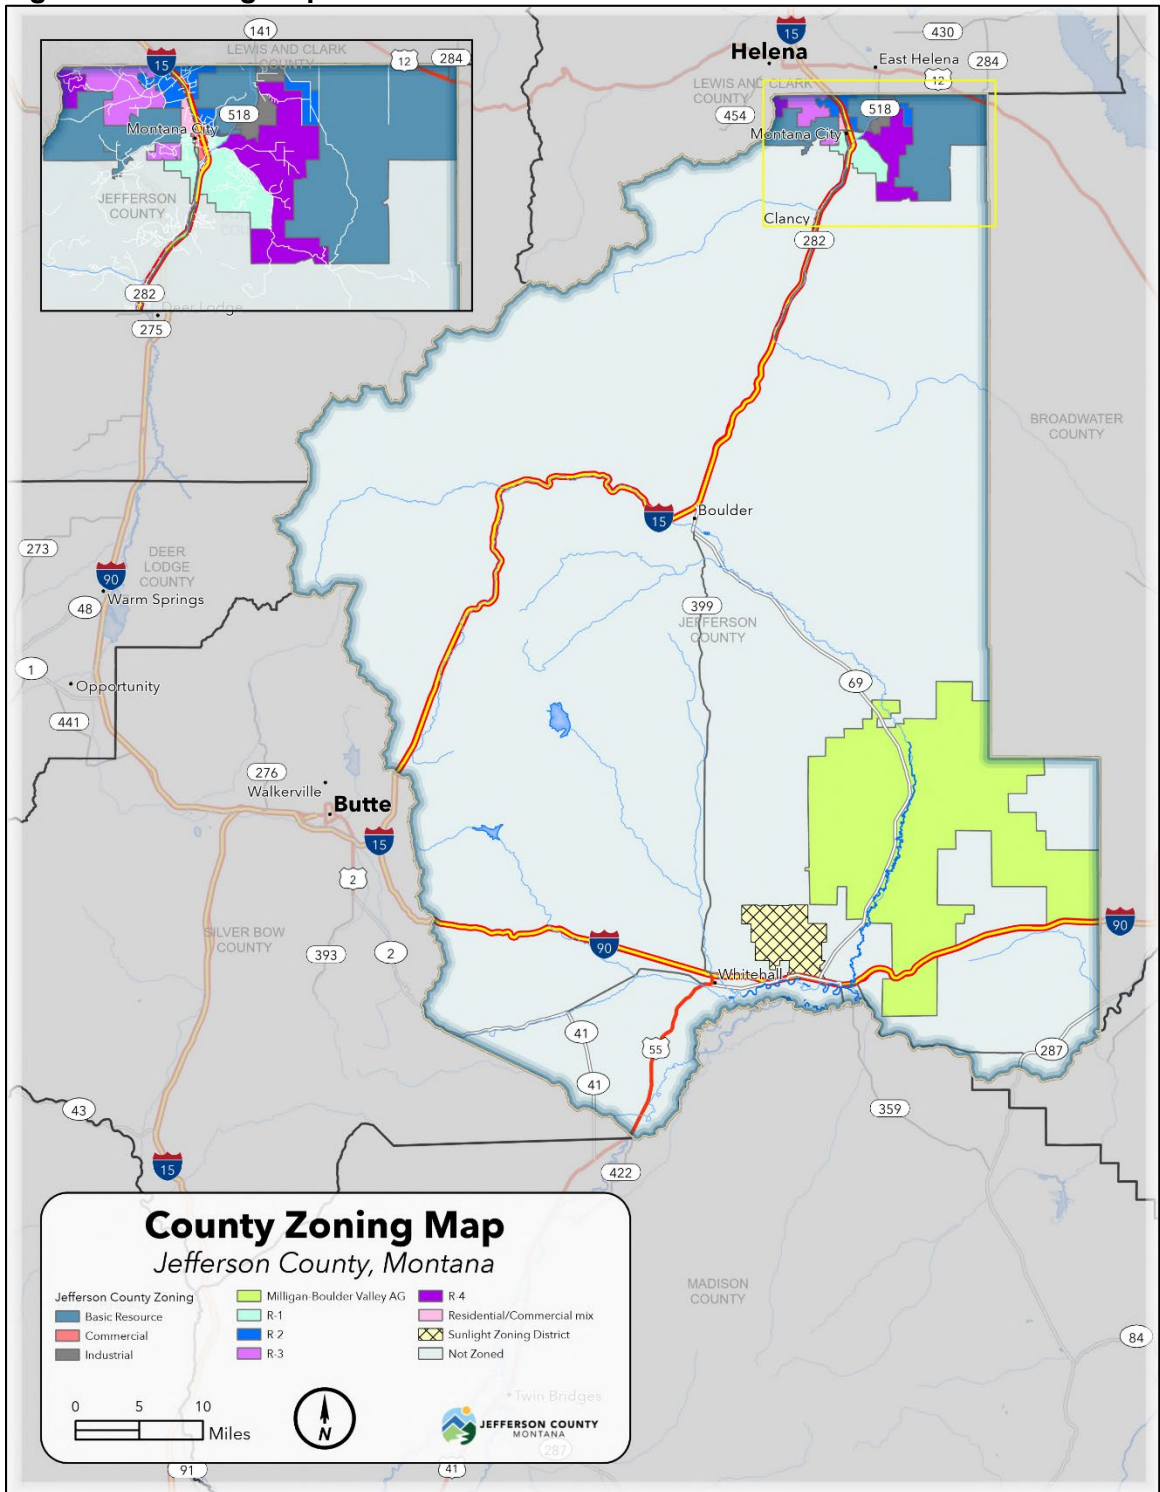 141
LEWIS AND CLARK
COUNTY
15
12
284
518
Montana City
JEFFERSON
COUNTY
282
Deer Lodge
275
15
430
Helena
East Helena
284
12
LEWIS AND CLARK
COUNTY
454
518
Montana City
Clancy
282
BROADWATER
COUNTY
15
Boulder
273
DEER
LODGE
COUNTY
90
Warm Springs
48
399
JEFFERSON
COUNTY
1
Opportunity
441
69
276
Walkerville
Butte
15
2
SILVER BOW
COUNTY
393
2
90
90
Whitehall
41
55
41
287
43
359
15
422
MADISON
COUNTY
84
County Zoning Map
Jefferson County, Montana
Jefferson County Zoning
Basic Resource
Commercial
Industrial
Milligan-Boulder Valley AG
R-1
R-2
R-3
R-4
Residential/Commercial mix
Sunlight Zoning District
Not Zoned
0 5 10
Miles
N
JEFFERSON COUNTY
MONTANA
Twin Bridges
287
91
41